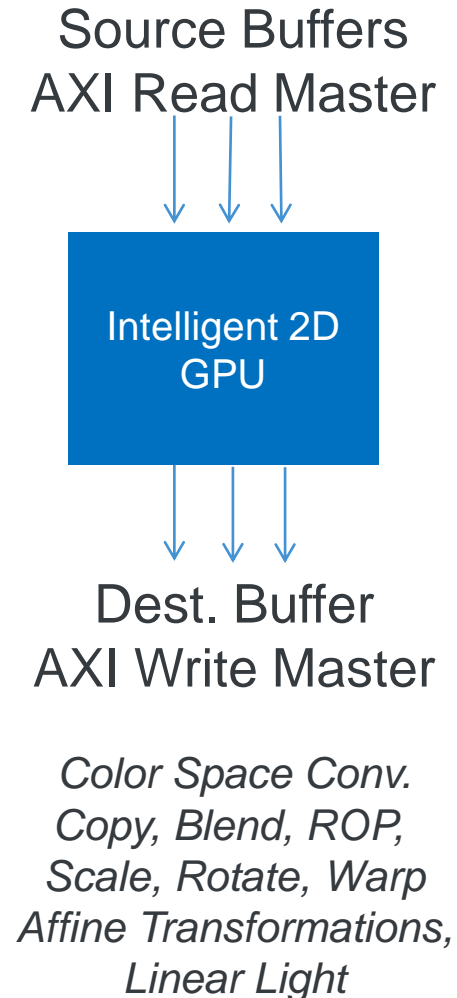 Source Buffers
AXI Read Master
Intelligent 2D
GPU
Dest. Buffer
AXI Write Master
Color Space Conv.
Copy, Blend, ROP,
Scale, Rotate, Warp
Affine Transformations,
Linear Light